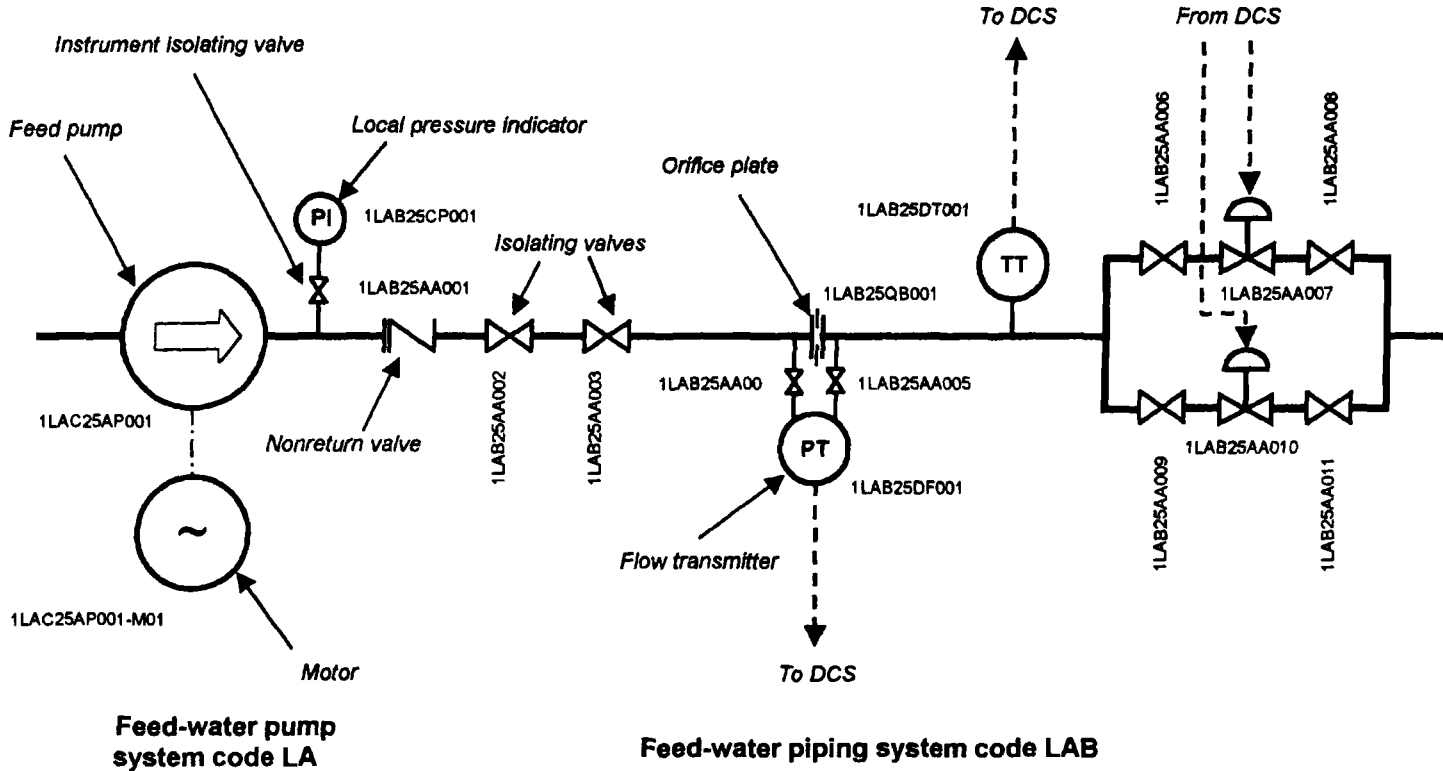 To DCS
From DCS
Instrument isolating valve
Feed pump
Local pressure indicator
Orifice plate
1LAB25AA006
1LAB25AA008
PI
1LAB25CP001
Isolating valves
1LAB25DT001
TT
1LAB25AA001
1LAB25QB001
1LAB25AA007
1LAB25AA002
1LAB25AA003
1LAB25AA00
1LAB25AA005
1LAC25AP001
Nonreturn valve
PT
1LAB25AA010
1LAB25DF001
1LAB25AA009
1LAB25AA011
~
Flow transmitter
1LAC25AP001-M01
Motor
To DCS
Feed-water pump
system code LA
Feed-water piping system code LAB